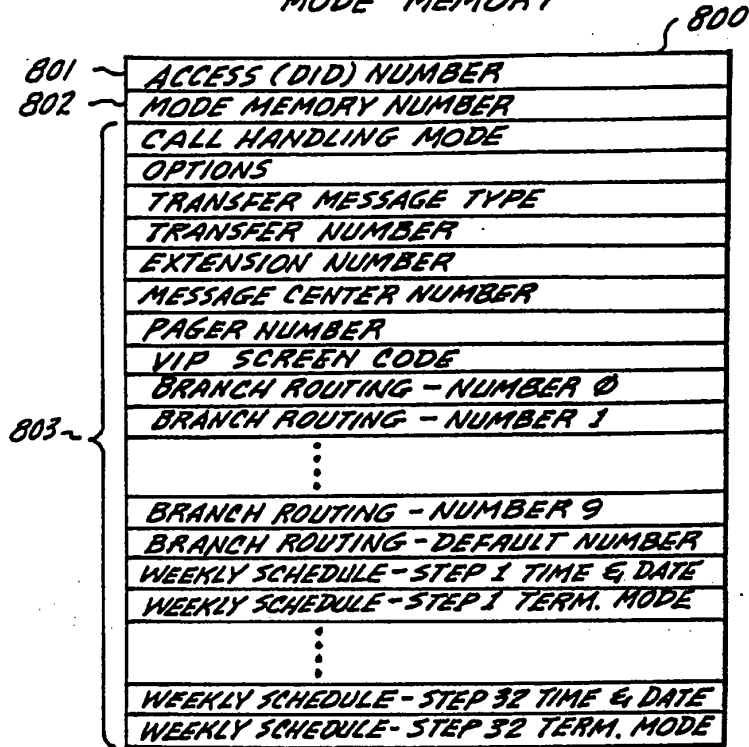 MODE MEMORY
800
801
ACCESS (DID) NUMBER
802
MODE MEMORY NUMBER
CALL HANDLING MODE
OPTIONS
TRANSFER MESSAGE TYPE
TRANSFER NUMBER
EXTENSION NUMBER
MESSAGE CENTER NUMBER
PAGER NUMBER
VIP SCREEN CODE
BRANCH ROUTING - NUMBER Ø
BRANCH ROUTING - NUMBER 1
803
BRANCH ROUTING - NUMBER 9
BRANCH ROUTING - DEFAULT NUMBER
WEEKLY SCHEDULE - STEP 1 TIME & DATE
WEEKLY SCHEDULE - STEP 1 TERM. MODE
WEEKLY SCHEDULE - STEP 32 TIME & DATE
WEEKLY SCHEDULE - STEP 32 TERM. MODE